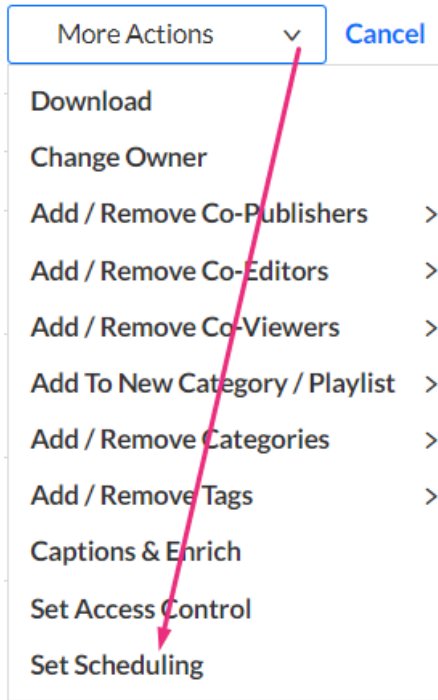 More Actions Cancel
Download
Change Owner
Add / Remove Co-Publishers
Add / Remove Co-Editors
Add / Remove Co-Viewers
Add To New Category / Playlist
Add / Remove Categories
Add / Remove Tags
Captions & Enrich
Set Access Control
Set Scheduling